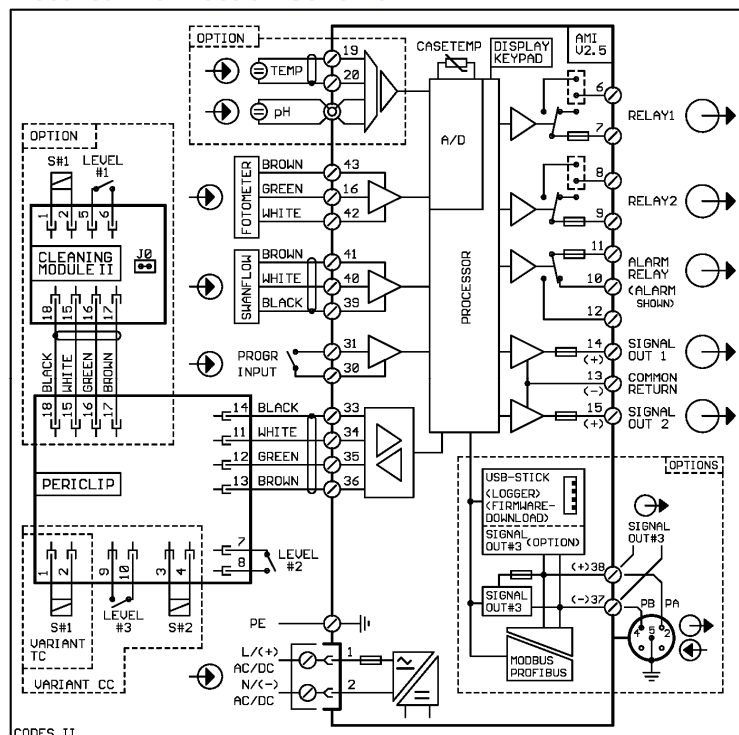 OPTION
19
20
TEMP
pH
CASETEMP
DISPLAY
KEYPAD
AMI
V2.5
A/D
PROCESSOR
6
RELAY1
7
8
RELAY2
9
11
ALARM
RELAY
10
(ALARM
SHOWN)
12
14
(+)
SIGNAL
OUT 1
13
(-)
COMMON
RETURN
15
(+)
SIGNAL
OUT 2
FOTOMETER
BROWN 43
GREEN 16
WHITE 42
SWANFLOW
BROWN 41
WHITE 40
BLACK 39
PROGR
INPUT
31
30
OPTION
S#1 LEVEL
#1
1 2 5 6
CLEANING
MODULE II
J0
18 15 16 17
BLACK
WHITE
GREEN
BROWN
18 15 16 17
PERICLIP
14 BLACK 33
11 WHITE 34
12 GREEN 35
13 BROWN 36
7
8
LEVEL
#2
1 2 9 10 3 4
S#1
LEVEL
#3
S#2
VARIANT
TC
VARIANT CC
PE
L/(+)
AC/DC
1
N/(-)
AC/DC
2
OPTIONS
USB-STICK
(LOGGER)
(FIRMWARE-
DOWNLOAD)
SIGNAL
OUT#3 (OPTION)
SIGNAL
OUT#3
SIGNAL
OUT#3
(+)38
(-)37
PB PA
4 5 2
MODBUS
PROFIBUS
CODES II